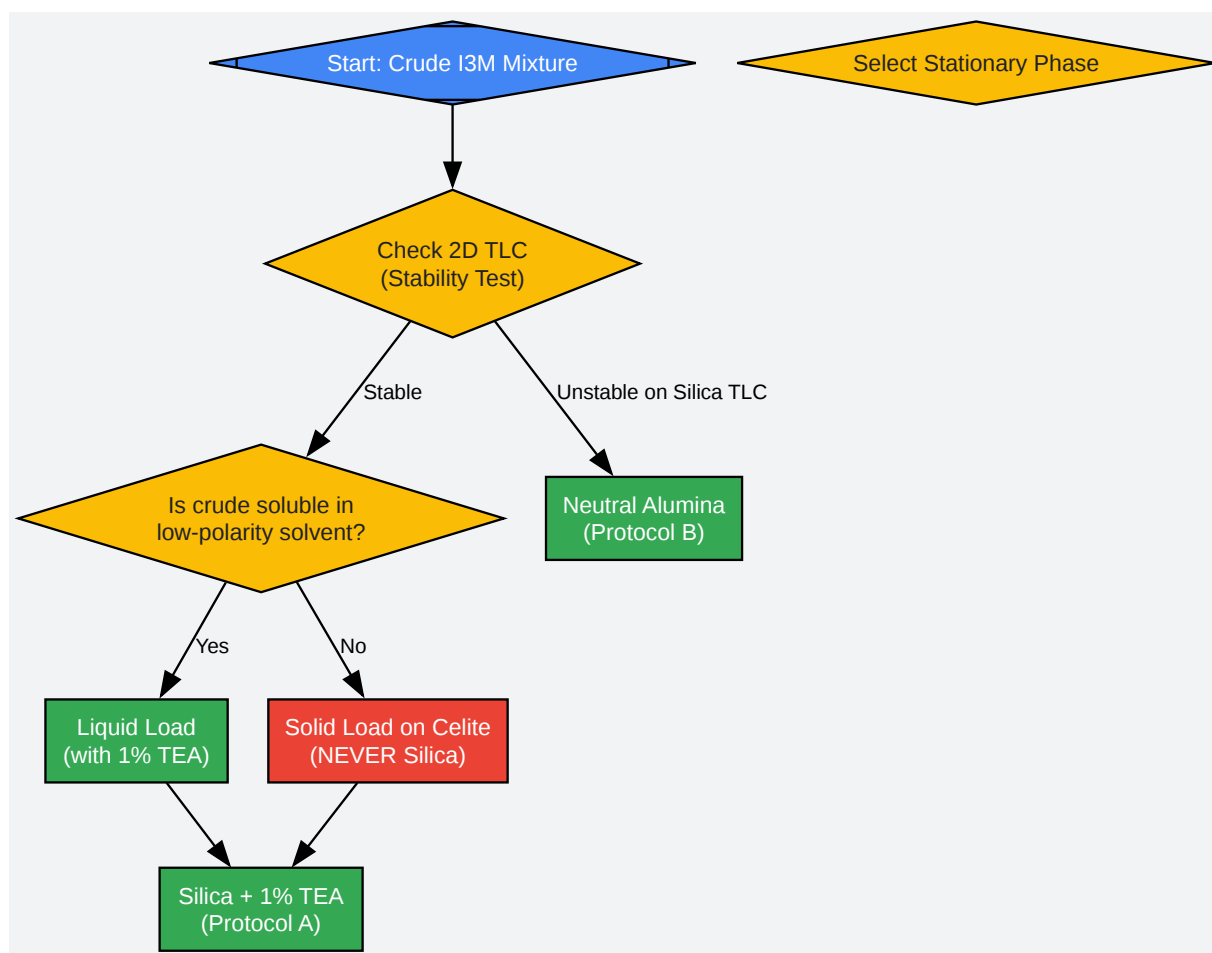 Start: Crude I3M Mixture
Select Stationary Phase
Check 2D TLC
(Stability Test)
Stable
Unstable on Silica TLC
Is crude soluble in
low-polarity solvent?
Neutral Alumina
(Protocol B)
Yes
No
Liquid Load
(with 1% TEA)
Solid Load on Celite
(NEVER Silica)
Silica + 1% TEA
(Protocol A)